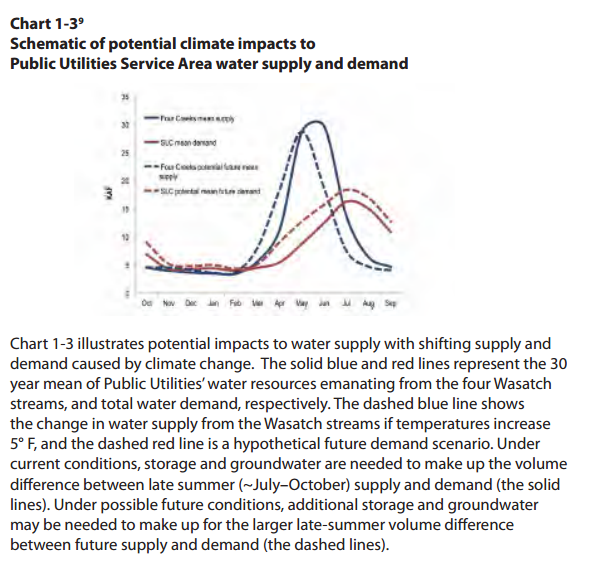 Chart 1-3⁹
Schematic of potential climate impacts to
Public Utilities Service Area water supply and demand
35
30
25
20
15
10
5
0
KAF
Four Creeks mean supply
SLC mean demand
Four Creeks potential future mean
supply
SLC potential mean future demand
Oct Nov Dec Jan Feb Mar Apr May Jun Jul Aug Sep
Chart 1-3 illustrates potential impacts to water supply with shifting supply and
demand caused by climate change. The solid blue and red lines represent the 30
year mean of Public Utilities’ water resources emanating from the four Wasatch
streams, and total water demand, respectively. The dashed blue line shows
the change in water supply from the Wasatch streams if temperatures increase
5° F, and the dashed red line is a hypothetical future demand scenario. Under
current conditions, storage and groundwater are needed to make up the volume
difference between late summer (~July–October) supply and demand (the solid
lines). Under possible future conditions, additional storage and groundwater
may be needed to make up for the larger late-summer volume difference
between future supply and demand (the dashed lines).